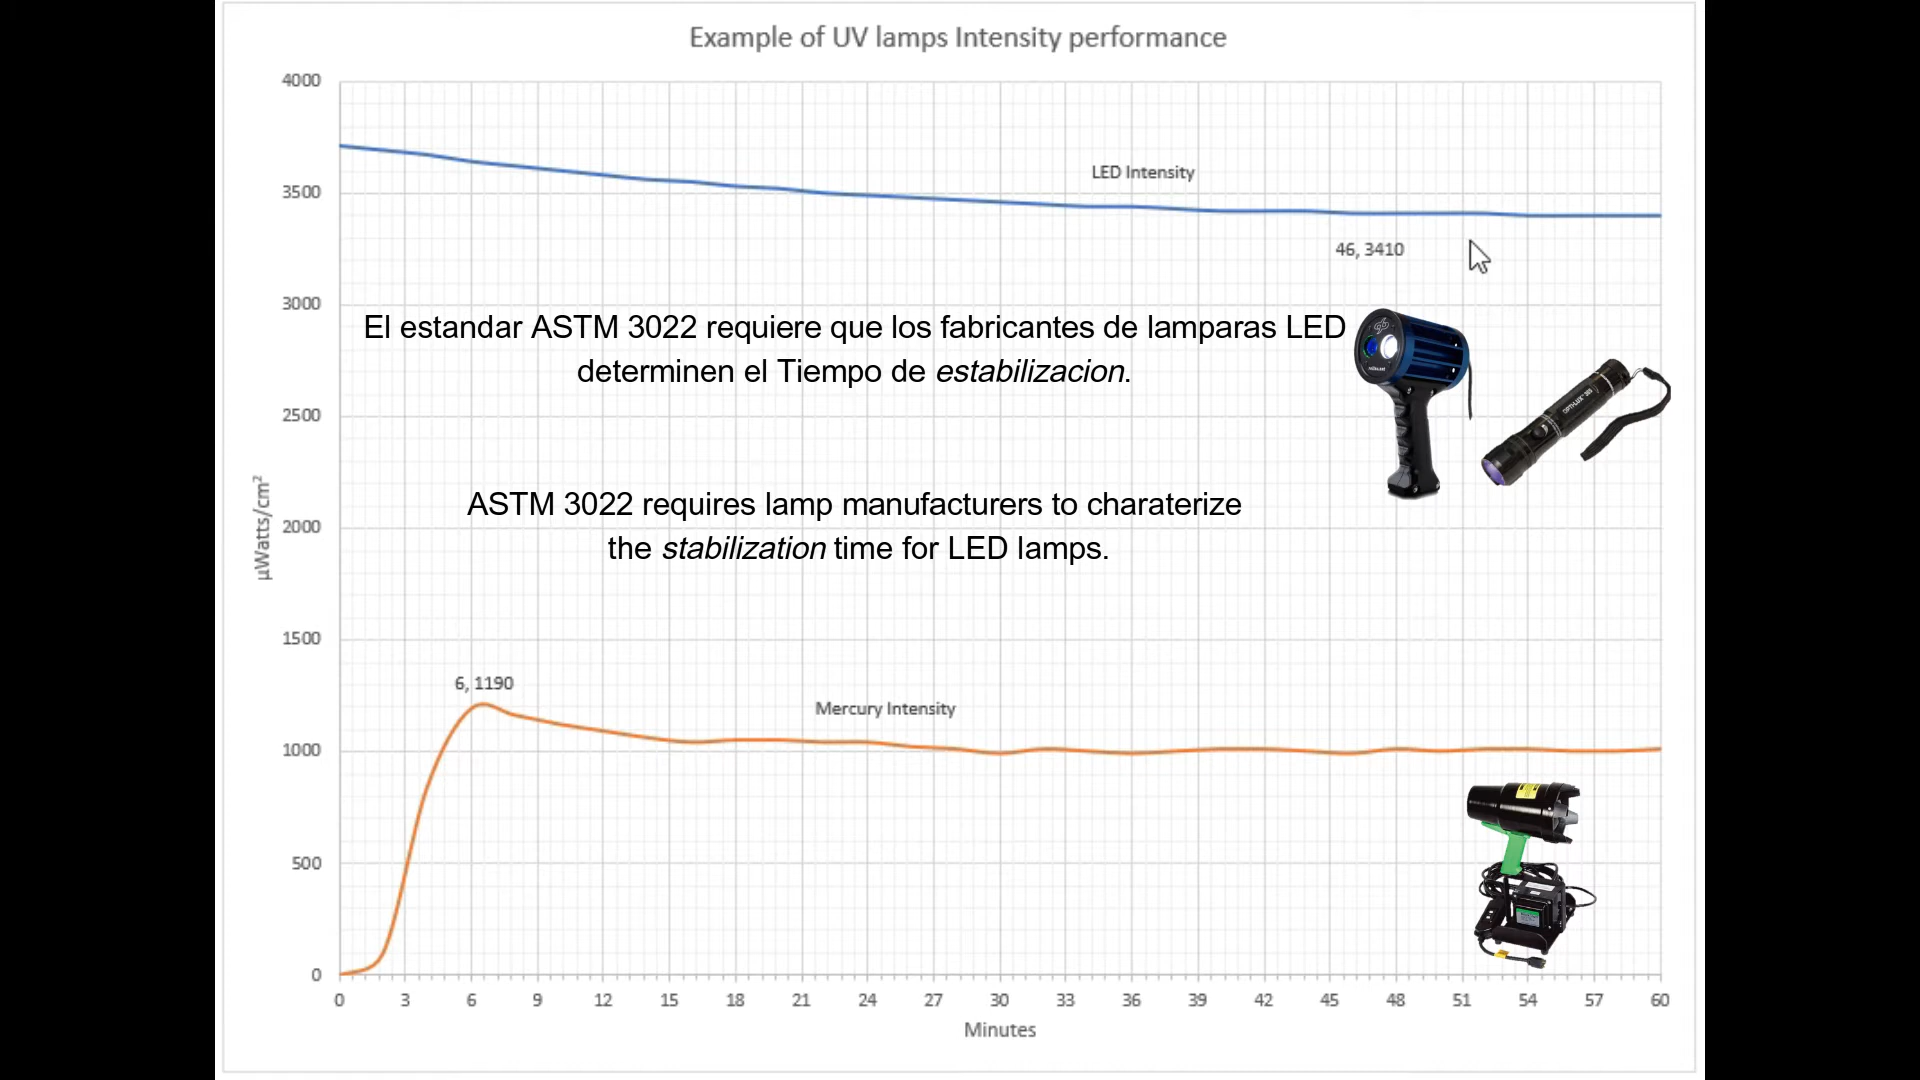 Example of UV lamps Intensity performance
4000
3500
3000
2500
2000
1500
1000
500
0
µWatts/cm²
LED Intensity
46, 3410
El estandar ASTM 3022 requiere que los fabricantes de lamparas LED
determinen el Tiempo de estabilizacion.
ASTM 3022 requires lamp manufacturers to charaterize
the stabilization time for LED lamps.
6, 1190
Mercury Intensity
0 3 6 9 12 15 18 21 24 27 30 33 36 39 42 45 48 51 54 57 60
Minutes